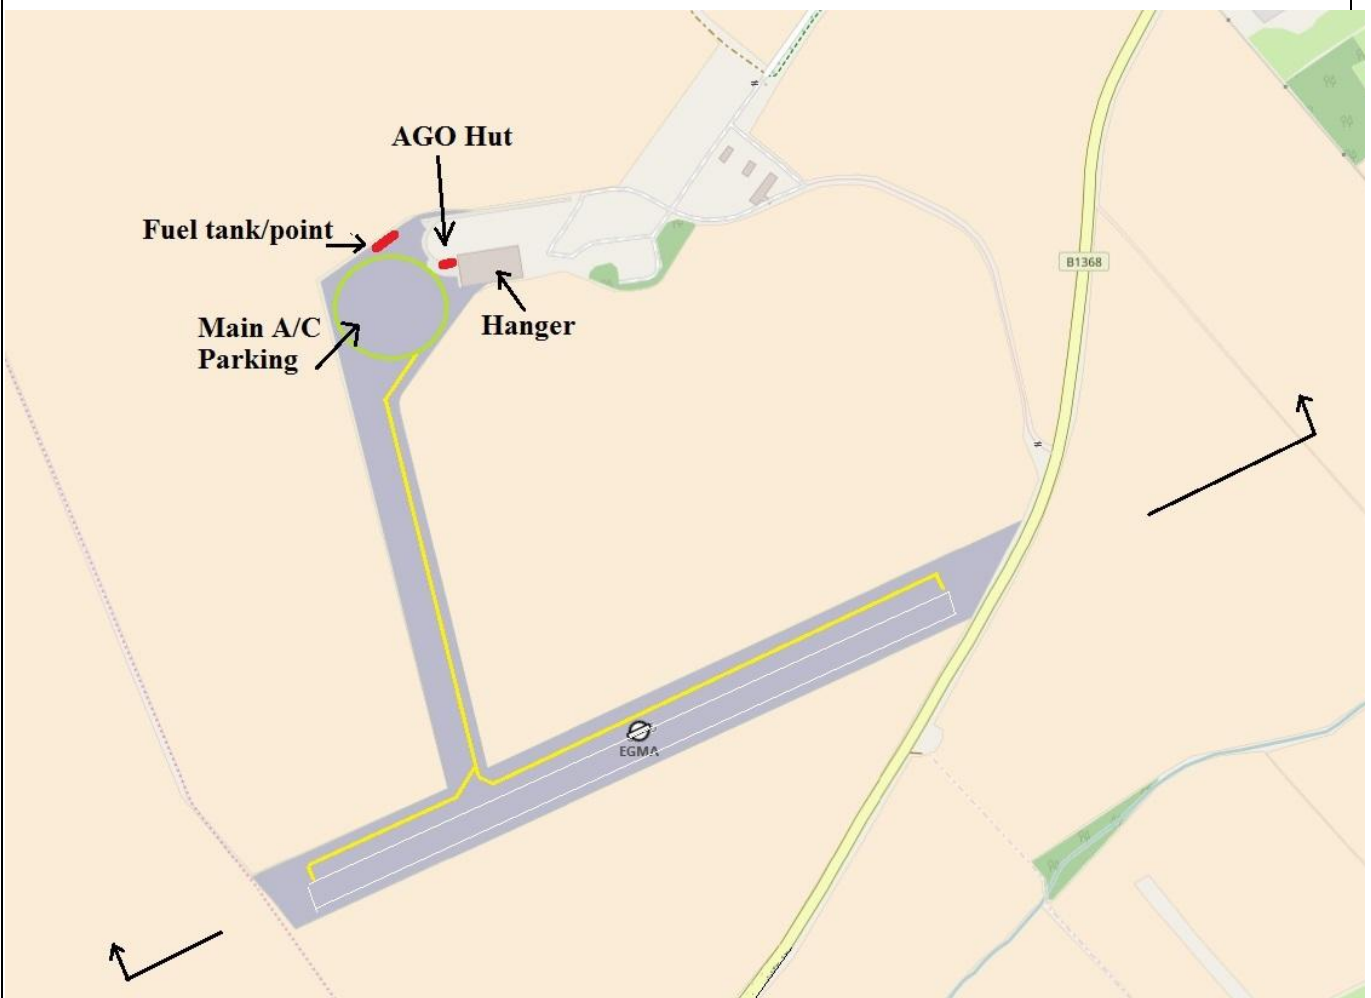 AGO Hut
Fuel tank/point
B1368
Main A/C
Parking
Hanger
EGMA